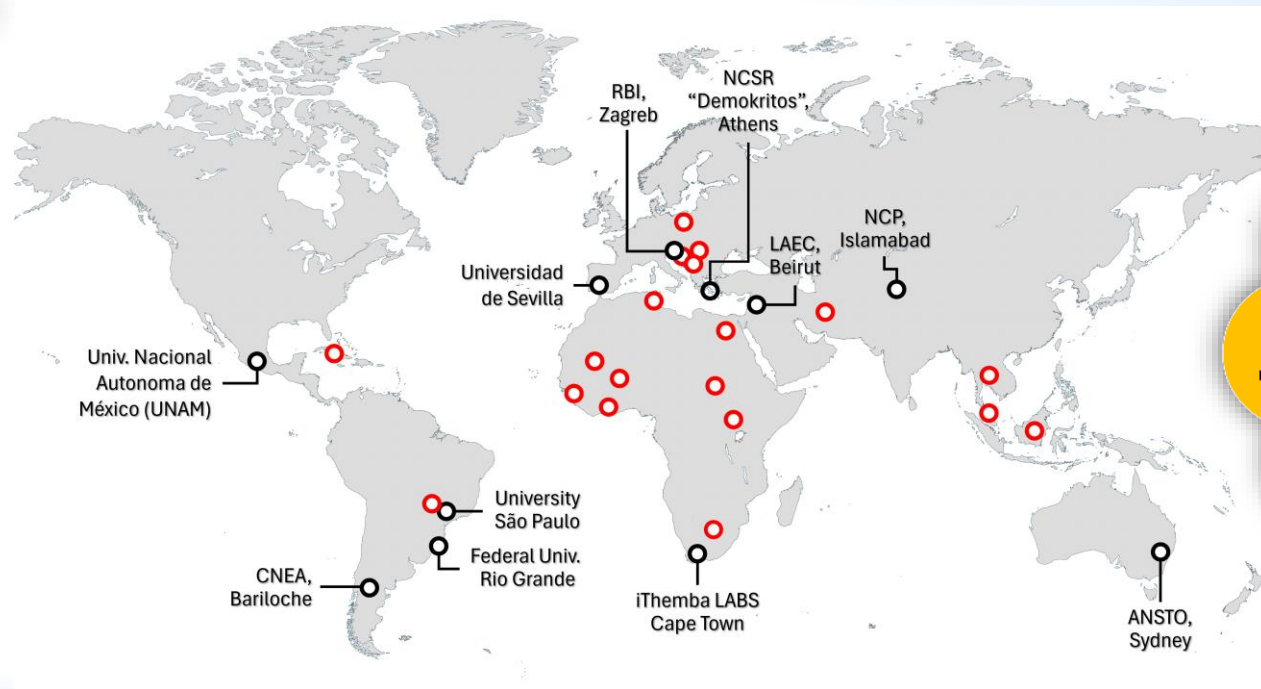 RBI,
Zagreb
NCSR
“Demokritos”,
Athens
NCP,
Islamabad
LAEC,
Beirut
Universidad
de Sevilla
Univ. Nacional
Autonoma de
México (UNAM)
University
São Paulo
Federal Univ.
Rio Grande
CNEA,
Bariloche
iThemba LABS
Cape Town
ANSTO,
Sydney